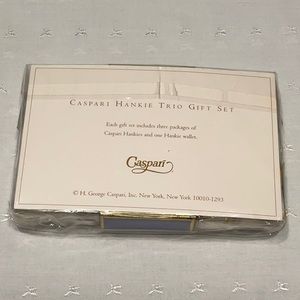 CASPARI HANKIE TRIO GIFT SET
Each gift set includes three packages of
Caspari Hankies and one Hankie wallet.
Caspari
© H. George Caspari, Inc. New York, New York 10010-1293